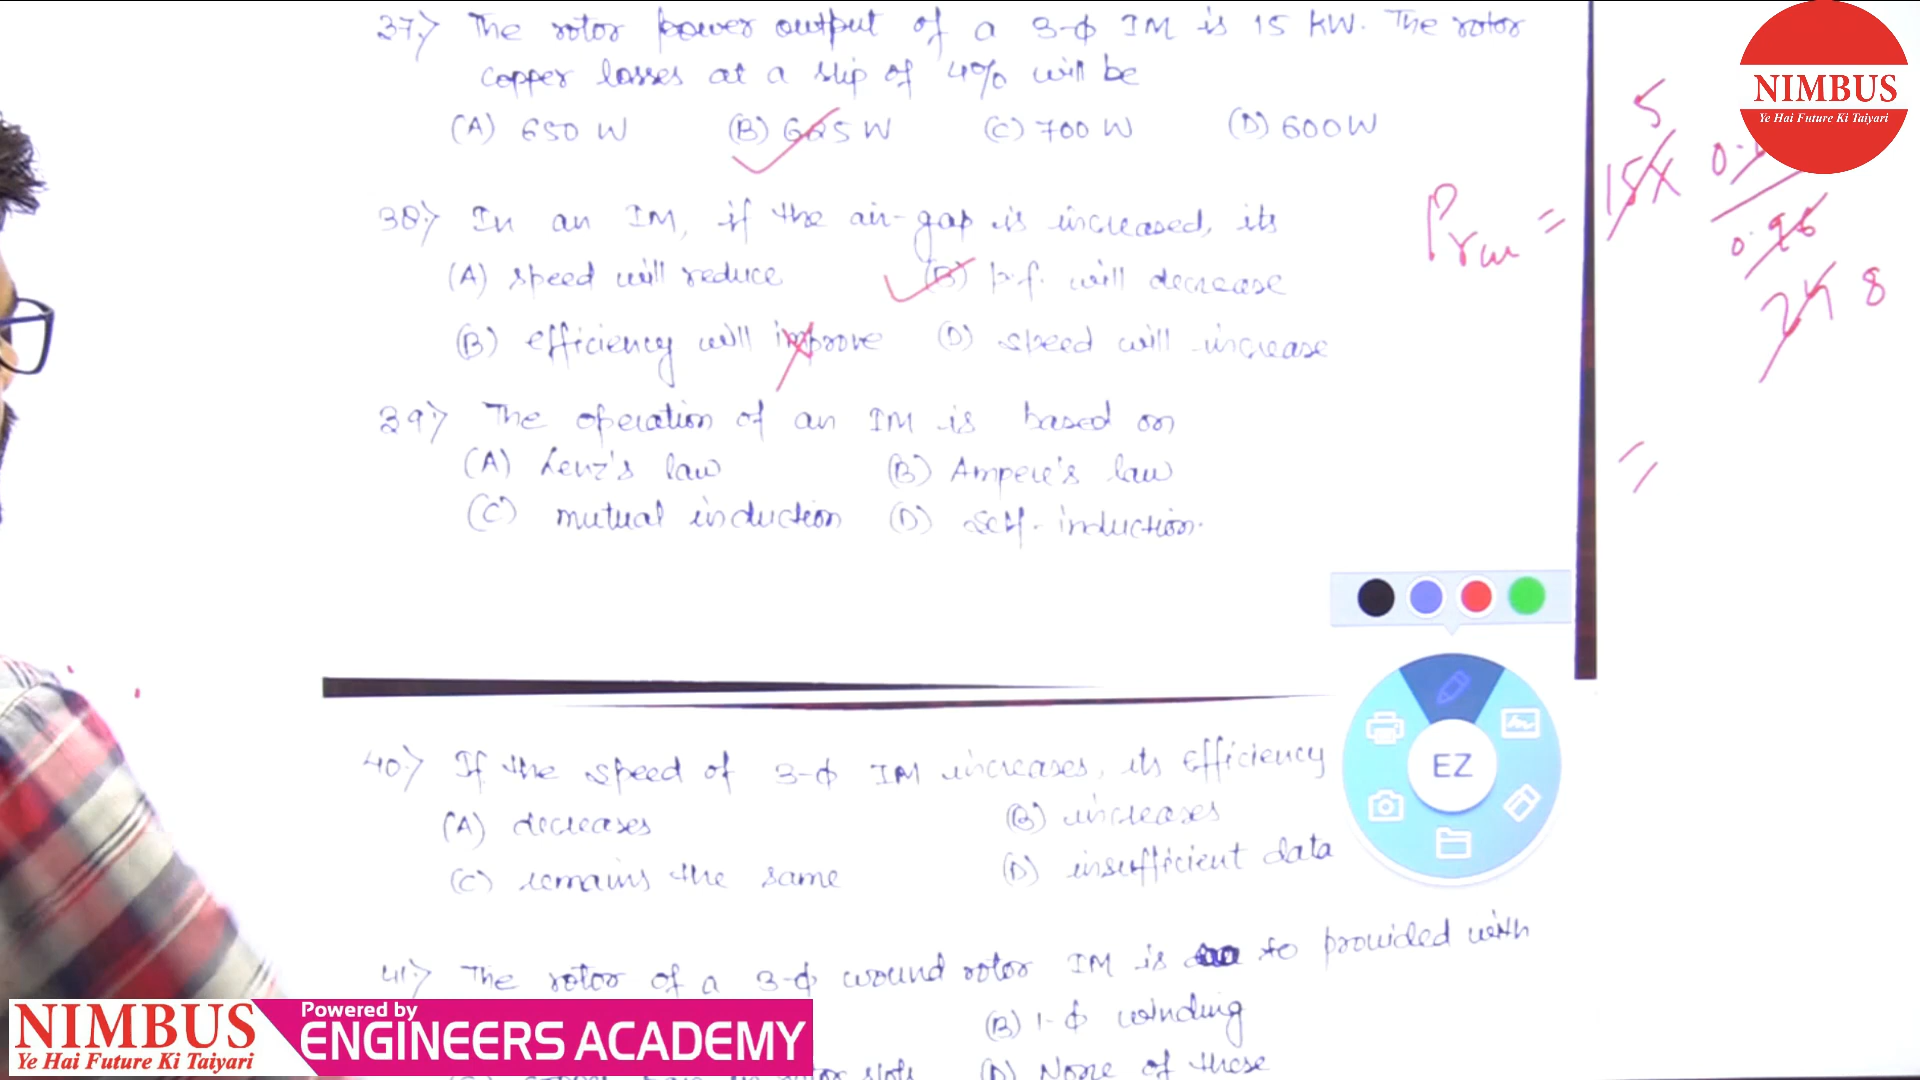 37.) The rotor power output of a 3-φ IM is 15 KW. The rotor
copper losses at a slip of 4% will be
(A) 650 W (B) 625 W (C) 700 W (D) 600W
38.) In an IM, if the air-gap is increased, its
(A) speed will reduce (B) p.f. will decrease
(B) efficiency will improve (D) speed will increase
39.) The operation of an IM is based on
(A) Lenz's law (B) Ampere's law
(C) mutual induction (D) self-induction.
40.) If the speed of 3-φ IM increases, its efficiency
(A) decreases (B) increases
(C) remains the same (D) insufficient data
41.) The rotor of a 3-φ wound rotor IM is to provided with
(B) 1-φ winding
rotor slots (D) None of these
5
Prcu = 15x
0.96
24 8
=
EZ
NIMBUS
Ye Hai Future Ki Taiyari
NIMBUS
Ye Hai Future Ki Taiyari
Powered by
ENGINEERS ACADEMY